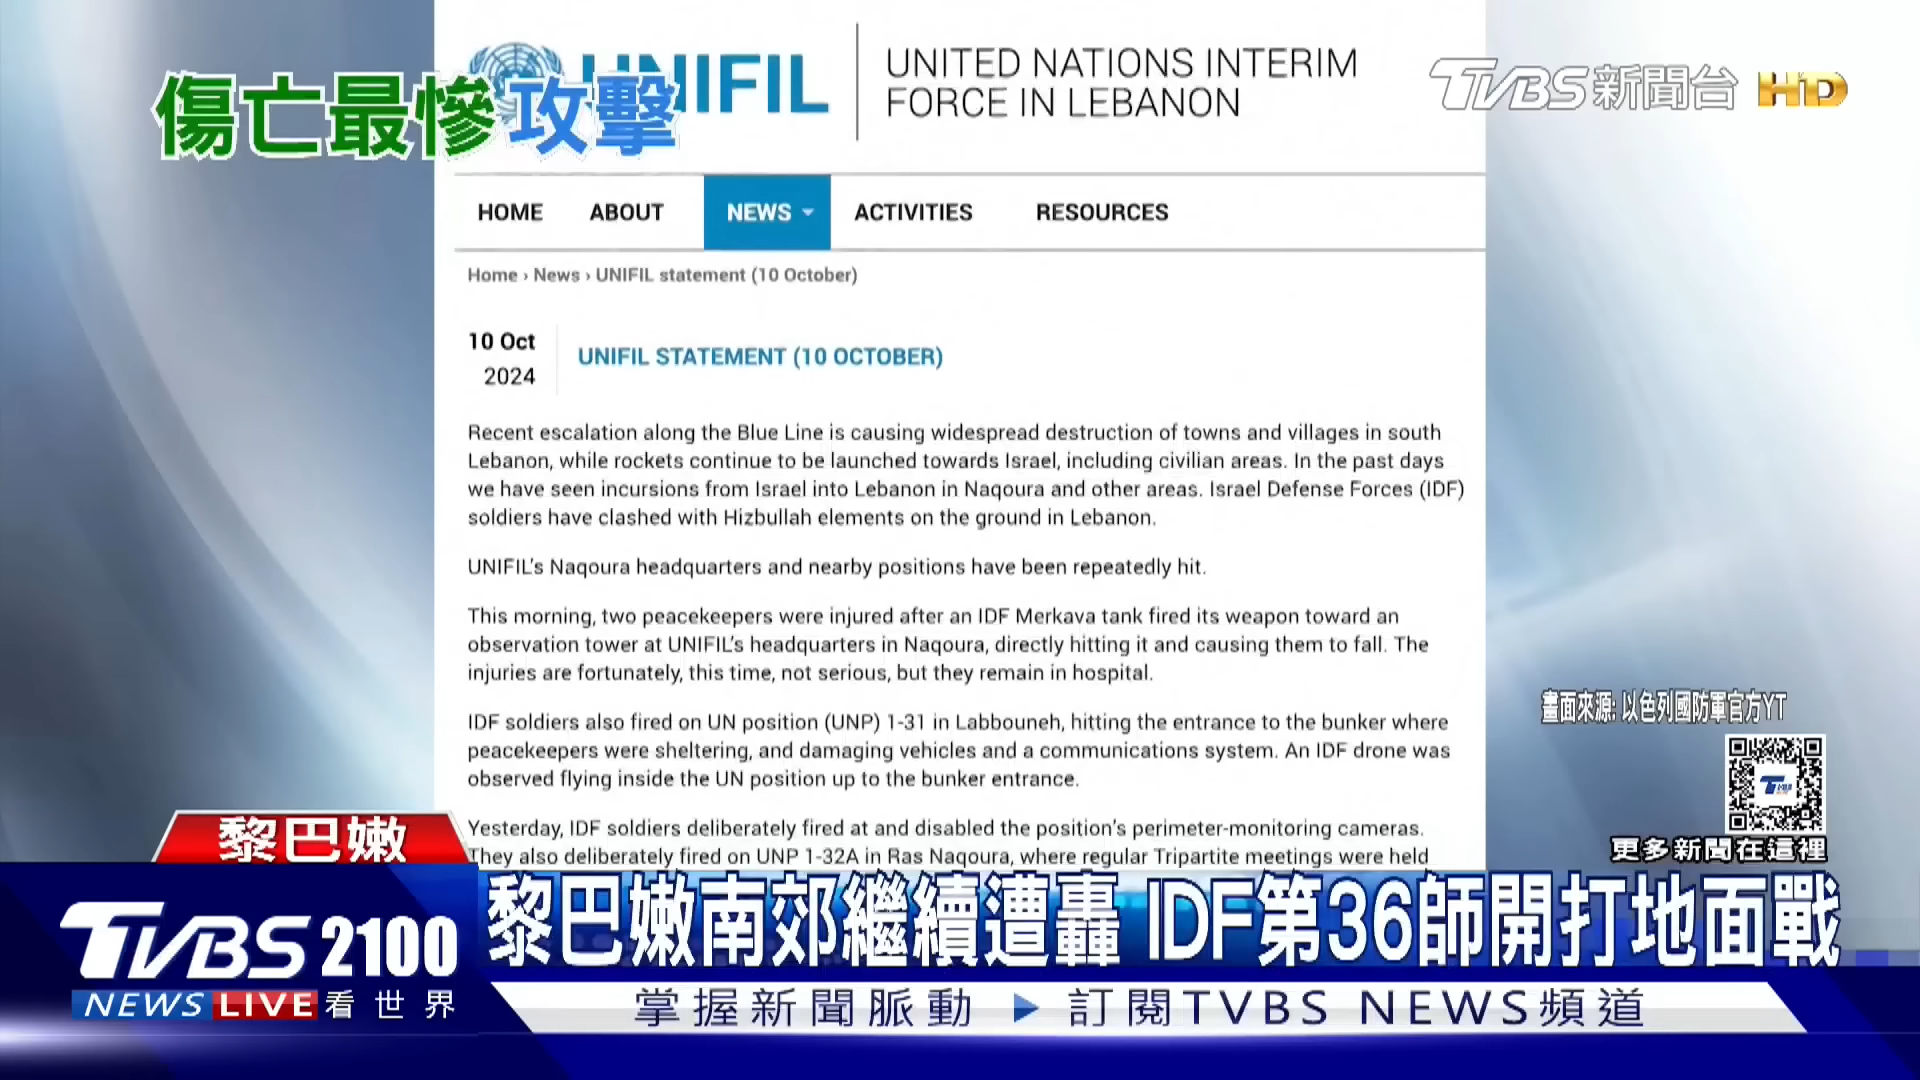 傷亡最慘 攻擊
UNIFIL
UNITED NATIONS INTERIM
FORCE IN LEBANON
TVBS新聞台 HD
HOME ABOUT NEWS ACTIVITIES RESOURCES
Home › News › UNIFIL statement (10 October)
10 Oct
2024
UNIFIL STATEMENT (10 OCTOBER)
Recent escalation along the Blue Line is causing widespread destruction of towns and villages in south
Lebanon, while rockets continue to be launched towards Israel, including civilian areas. In the past days
we have seen incursions from Israel into Lebanon in Naqoura and other areas. Israel Defense Forces (IDF)
soldiers have clashed with Hizbullah elements on the ground in Lebanon.
UNIFIL's Naqoura headquarters and nearby positions have been repeatedly hit.
This morning, two peacekeepers were injured after an IDF Merkava tank fired its weapon toward an
observation tower at UNIFIL's headquarters in Naqoura, directly hitting it and causing them to fall. The
injuries are fortunately, this time, not serious, but they remain in hospital.
IDF soldiers also fired on UN position (UNP) 1-31 in Labbouneh, hitting the entrance to the bunker where
peacekeepers were sheltering, and damaging vehicles and a communications system. An IDF drone was
observed flying inside the UN position up to the bunker entrance.
Yesterday, IDF soldiers deliberately fired at and disabled the position's perimeter-monitoring cameras.
They also deliberately fired on UNP 1-32A in Ras Naqoura, where regular Tripartite meetings were held
畫面來源: 以色列國防軍官方YT
更多新聞在這裡
黎巴嫩
黎巴嫩南郊繼續遭轟 IDF第36師開打地面戰
TVBS 2100
NEWS LIVE 看世界
掌握新聞脈動 ▶ 訂閱TVBS NEWS頻道